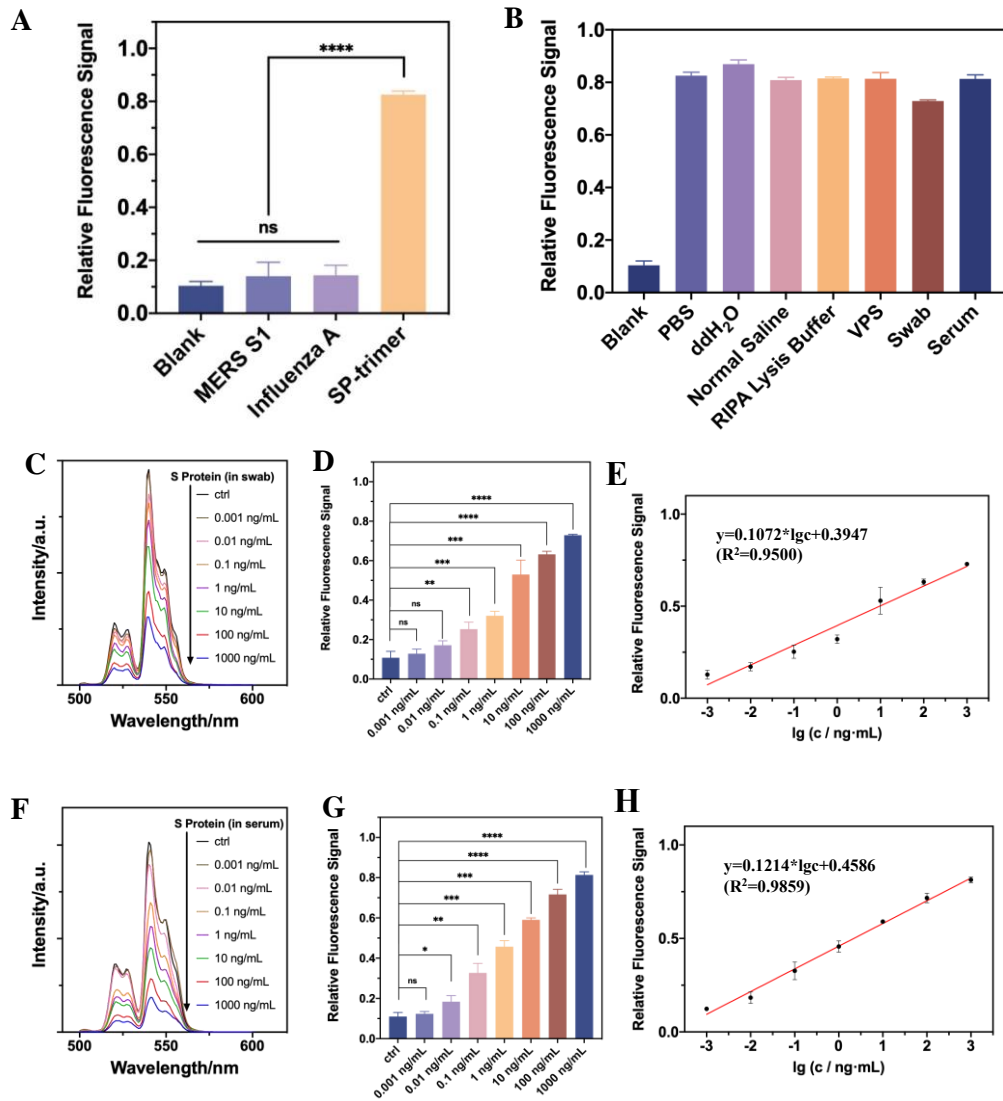 A
Relative Fluorescence Signal
1.0
0.8
0.6
0.4
0.2
0.0
****
ns
Blank
MERS S1
Influenza A
SP-trimer
B
Relative Fluorescence Signal
1.0
0.8
0.6
0.4
0.2
0.0
Blank
PBS
ddH₂O
Normal Saline
RIPA Lysis Buffer
VPS
Swab
Serum
C
Intensity/a.u.
S Protein (in swab)
ctrl
0.001 ng/mL
0.01 ng/mL
0.1 ng/mL
1 ng/mL
10 ng/mL
100 ng/mL
1000 ng/mL
500
550
600
Wavelength/nm
D
Relative Fluorescence Signal
1.0
0.8
0.6
0.4
0.2
0.0
****
****
***
***
**
ns
ns
ctrl
0.001 ng/mL
0.01 ng/mL
0.1 ng/mL
1 ng/mL
10 ng/mL
100 ng/mL
1000 ng/mL
E
Relative Fluorescence Signal
1.0
0.5
0.0
y=0.1072*lgc+0.3947
(R²=0.9500)
-3
-2
-1
0
1
2
3
lg (c / ng·mL)
F
Intensity/a.u.
S Protein (in serum)
ctrl
0.001 ng/mL
0.01 ng/mL
0.1 ng/mL
1 ng/mL
10 ng/mL
100 ng/mL
1000 ng/mL
500
550
600
Wavelength/nm
G
Relative Fluorescence Signal
1.0
0.8
0.6
0.4
0.2
0.0
****
****
***
***
**
*
ns
ctrl
0.001 ng/mL
0.01 ng/mL
0.1 ng/mL
1 ng/mL
10 ng/mL
100 ng/mL
1000 ng/mL
H
Relative Fluorescence Signal
1.0
0.5
0.0
y=0.1214*lgc+0.4586
(R²=0.9859)
-3
-2
-1
0
1
2
3
lg (c / ng·mL)